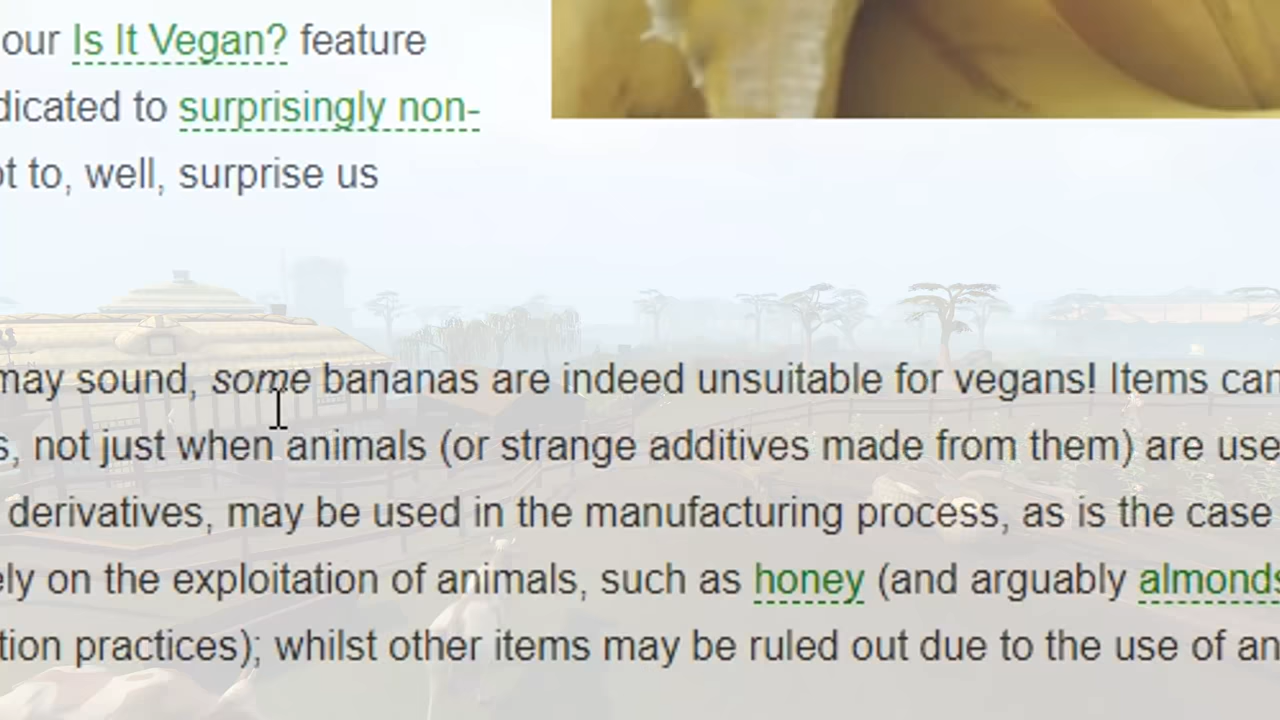 our Is It Vegan? feature
dicated to surprisingly non-
ot to, well, surprise us
may sound, some bananas are indeed unsuitable for vegans! Items can
s, not just when animals (or strange additives made from them) are use
derivatives, may be used in the manufacturing process, as is the case
ely on the exploitation of animals, such as honey (and arguably almonds
tion practices); whilst other items may be ruled out due to the use of an